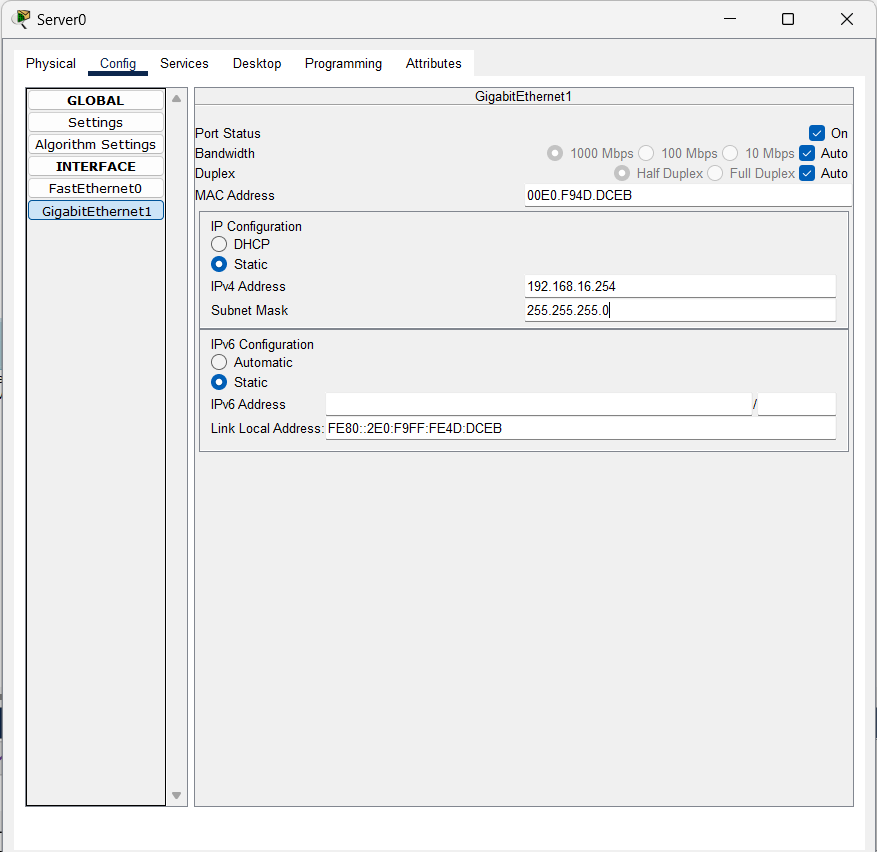 Server0
Physical Config Services Desktop Programming Attributes
GLOBAL
Settings
Algorithm Settings
INTERFACE
FastEthernet0
GigabitEthernet1
GigabitEthernet1
Port Status On
Bandwidth 1000 Mbps 100 Mbps 10 Mbps Auto
Duplex Half Duplex Full Duplex Auto
MAC Address 00E0.F94D.DCEB
IP Configuration
DHCP
Static
IPv4 Address 192.168.16.254
Subnet Mask 255.255.255.0
IPv6 Configuration
Automatic
Static
IPv6 Address /
Link Local Address: FE80::2E0:F9FF:FE4D:DCEB